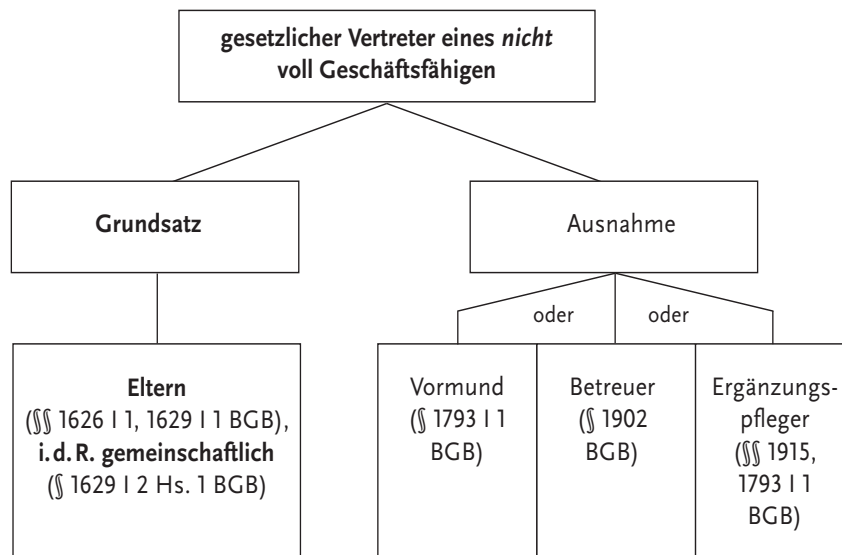 gesetzlicher Vertreter eines nicht
voll Geschäftsfähigen
Grundsatz
Ausnahme
oder
oder
Eltern
(§§ 1626 I 1, 1629 I 1 BGB),
i. d. R. gemeinschaftlich
(§ 1629 I 2 Hs. 1 BGB)
Vormund
(§ 1793 I 1
BGB)
Betreuer
(§ 1902
BGB)
Ergänzungs-
pfleger
(§§ 1915,
1793 I 1
BGB)